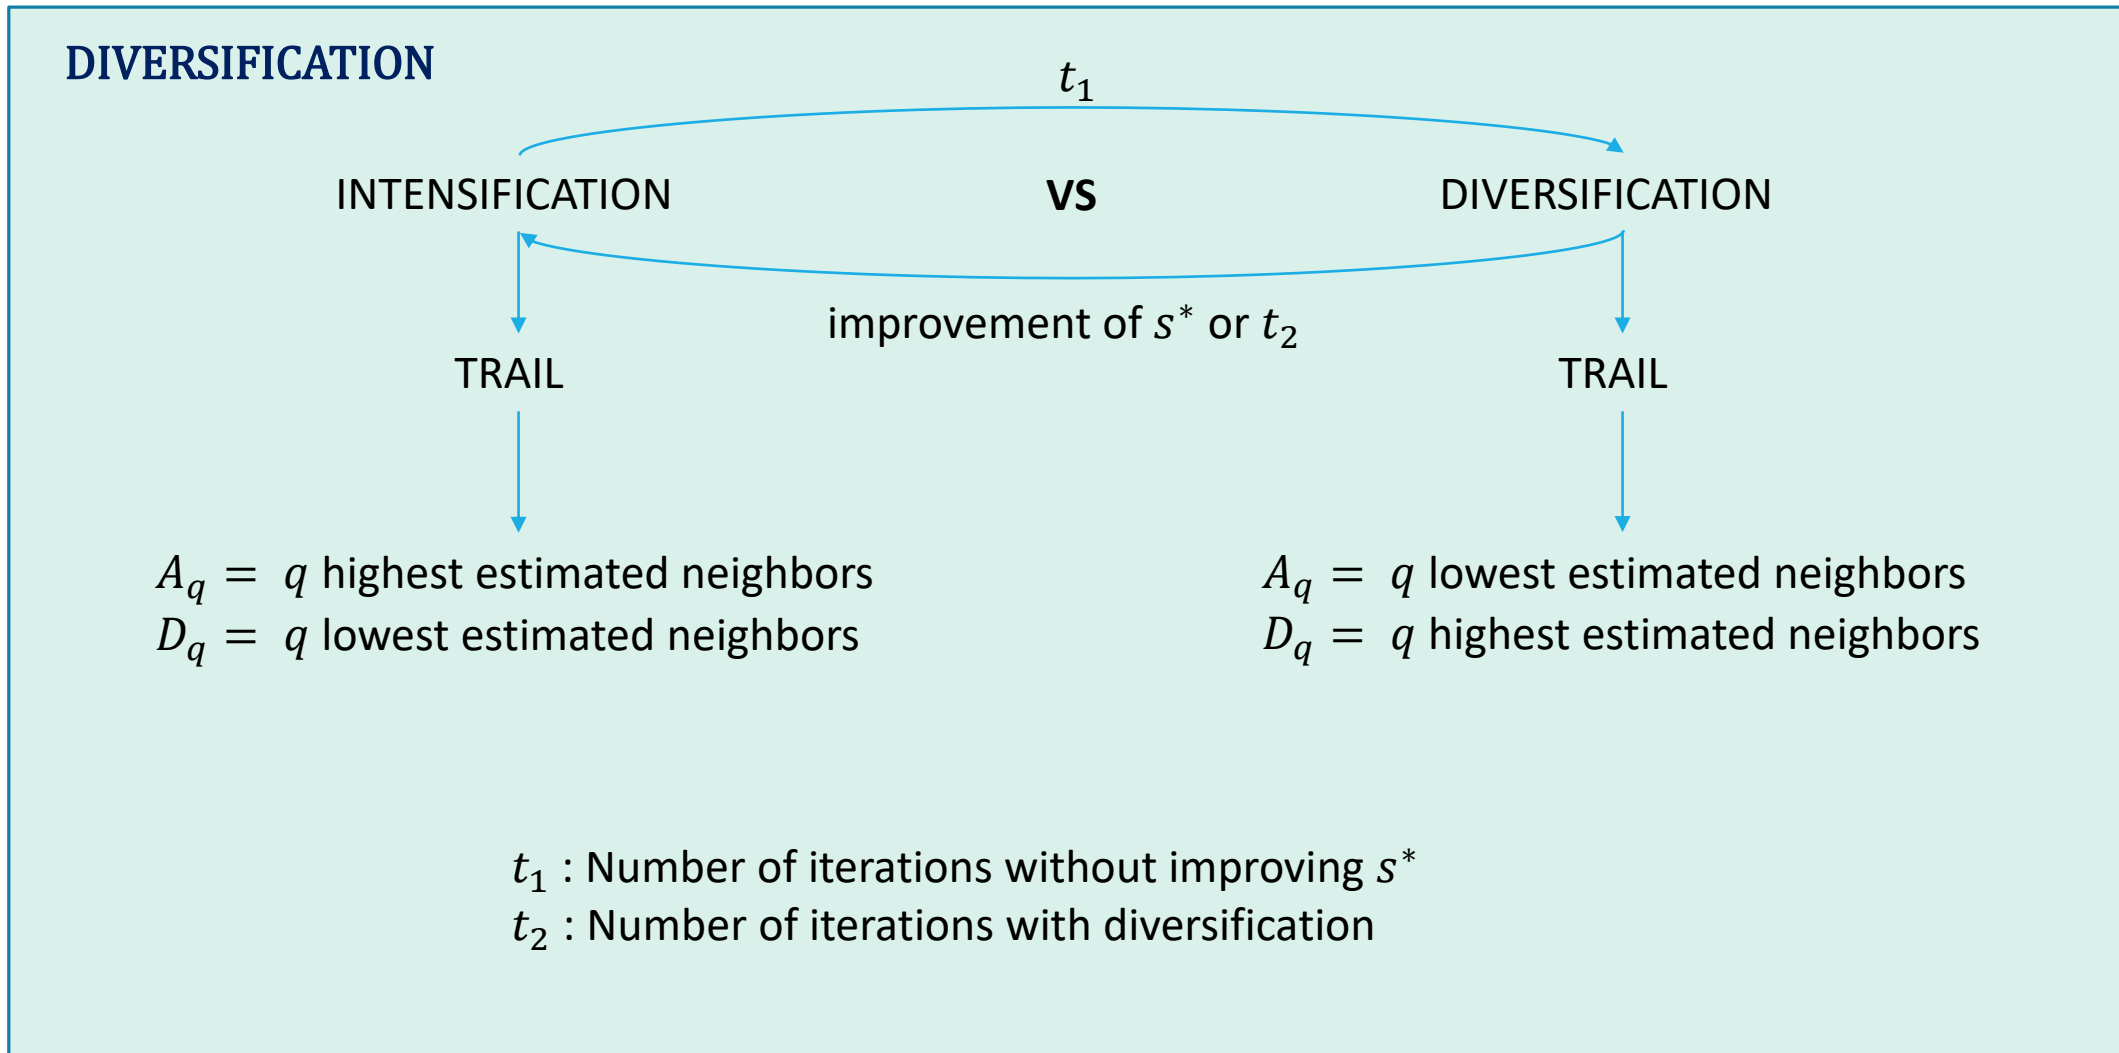 DIVERSIFICATION
t₁
INTENSIFICATION VS DIVERSIFICATION
improvement of s* or t₂
TRAIL TRAIL
A_q = q highest estimated neighbors
D_q = q lowest estimated neighbors
A_q = q lowest estimated neighbors
D_q = q highest estimated neighbors
t₁ : Number of iterations without improving s*
t₂ : Number of iterations with diversification